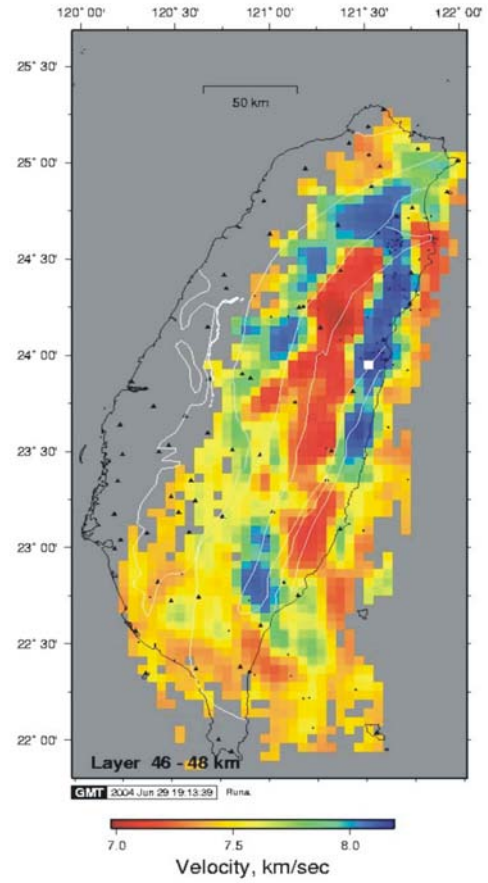 120° 00' 120° 30' 121° 00' 121° 30' 122° 00'
25° 30'
50 km
25° 00'
24° 30'
24° 00'
23° 30'
23° 00'
22° 30'
22° 00'
Layer 46 - 48 km
GMT 2004 Jun 29 19:13:39 Runa.
7.0 7.5 8.0
Velocity, km/sec